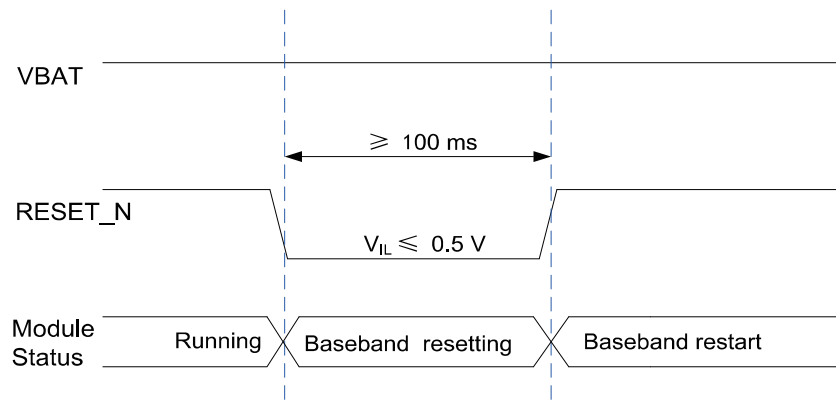 VBAT
≥ 100 ms
RESET_N
VIL ≤ 0.5 V
Module
Status
Running
Baseband resetting
Baseband restart